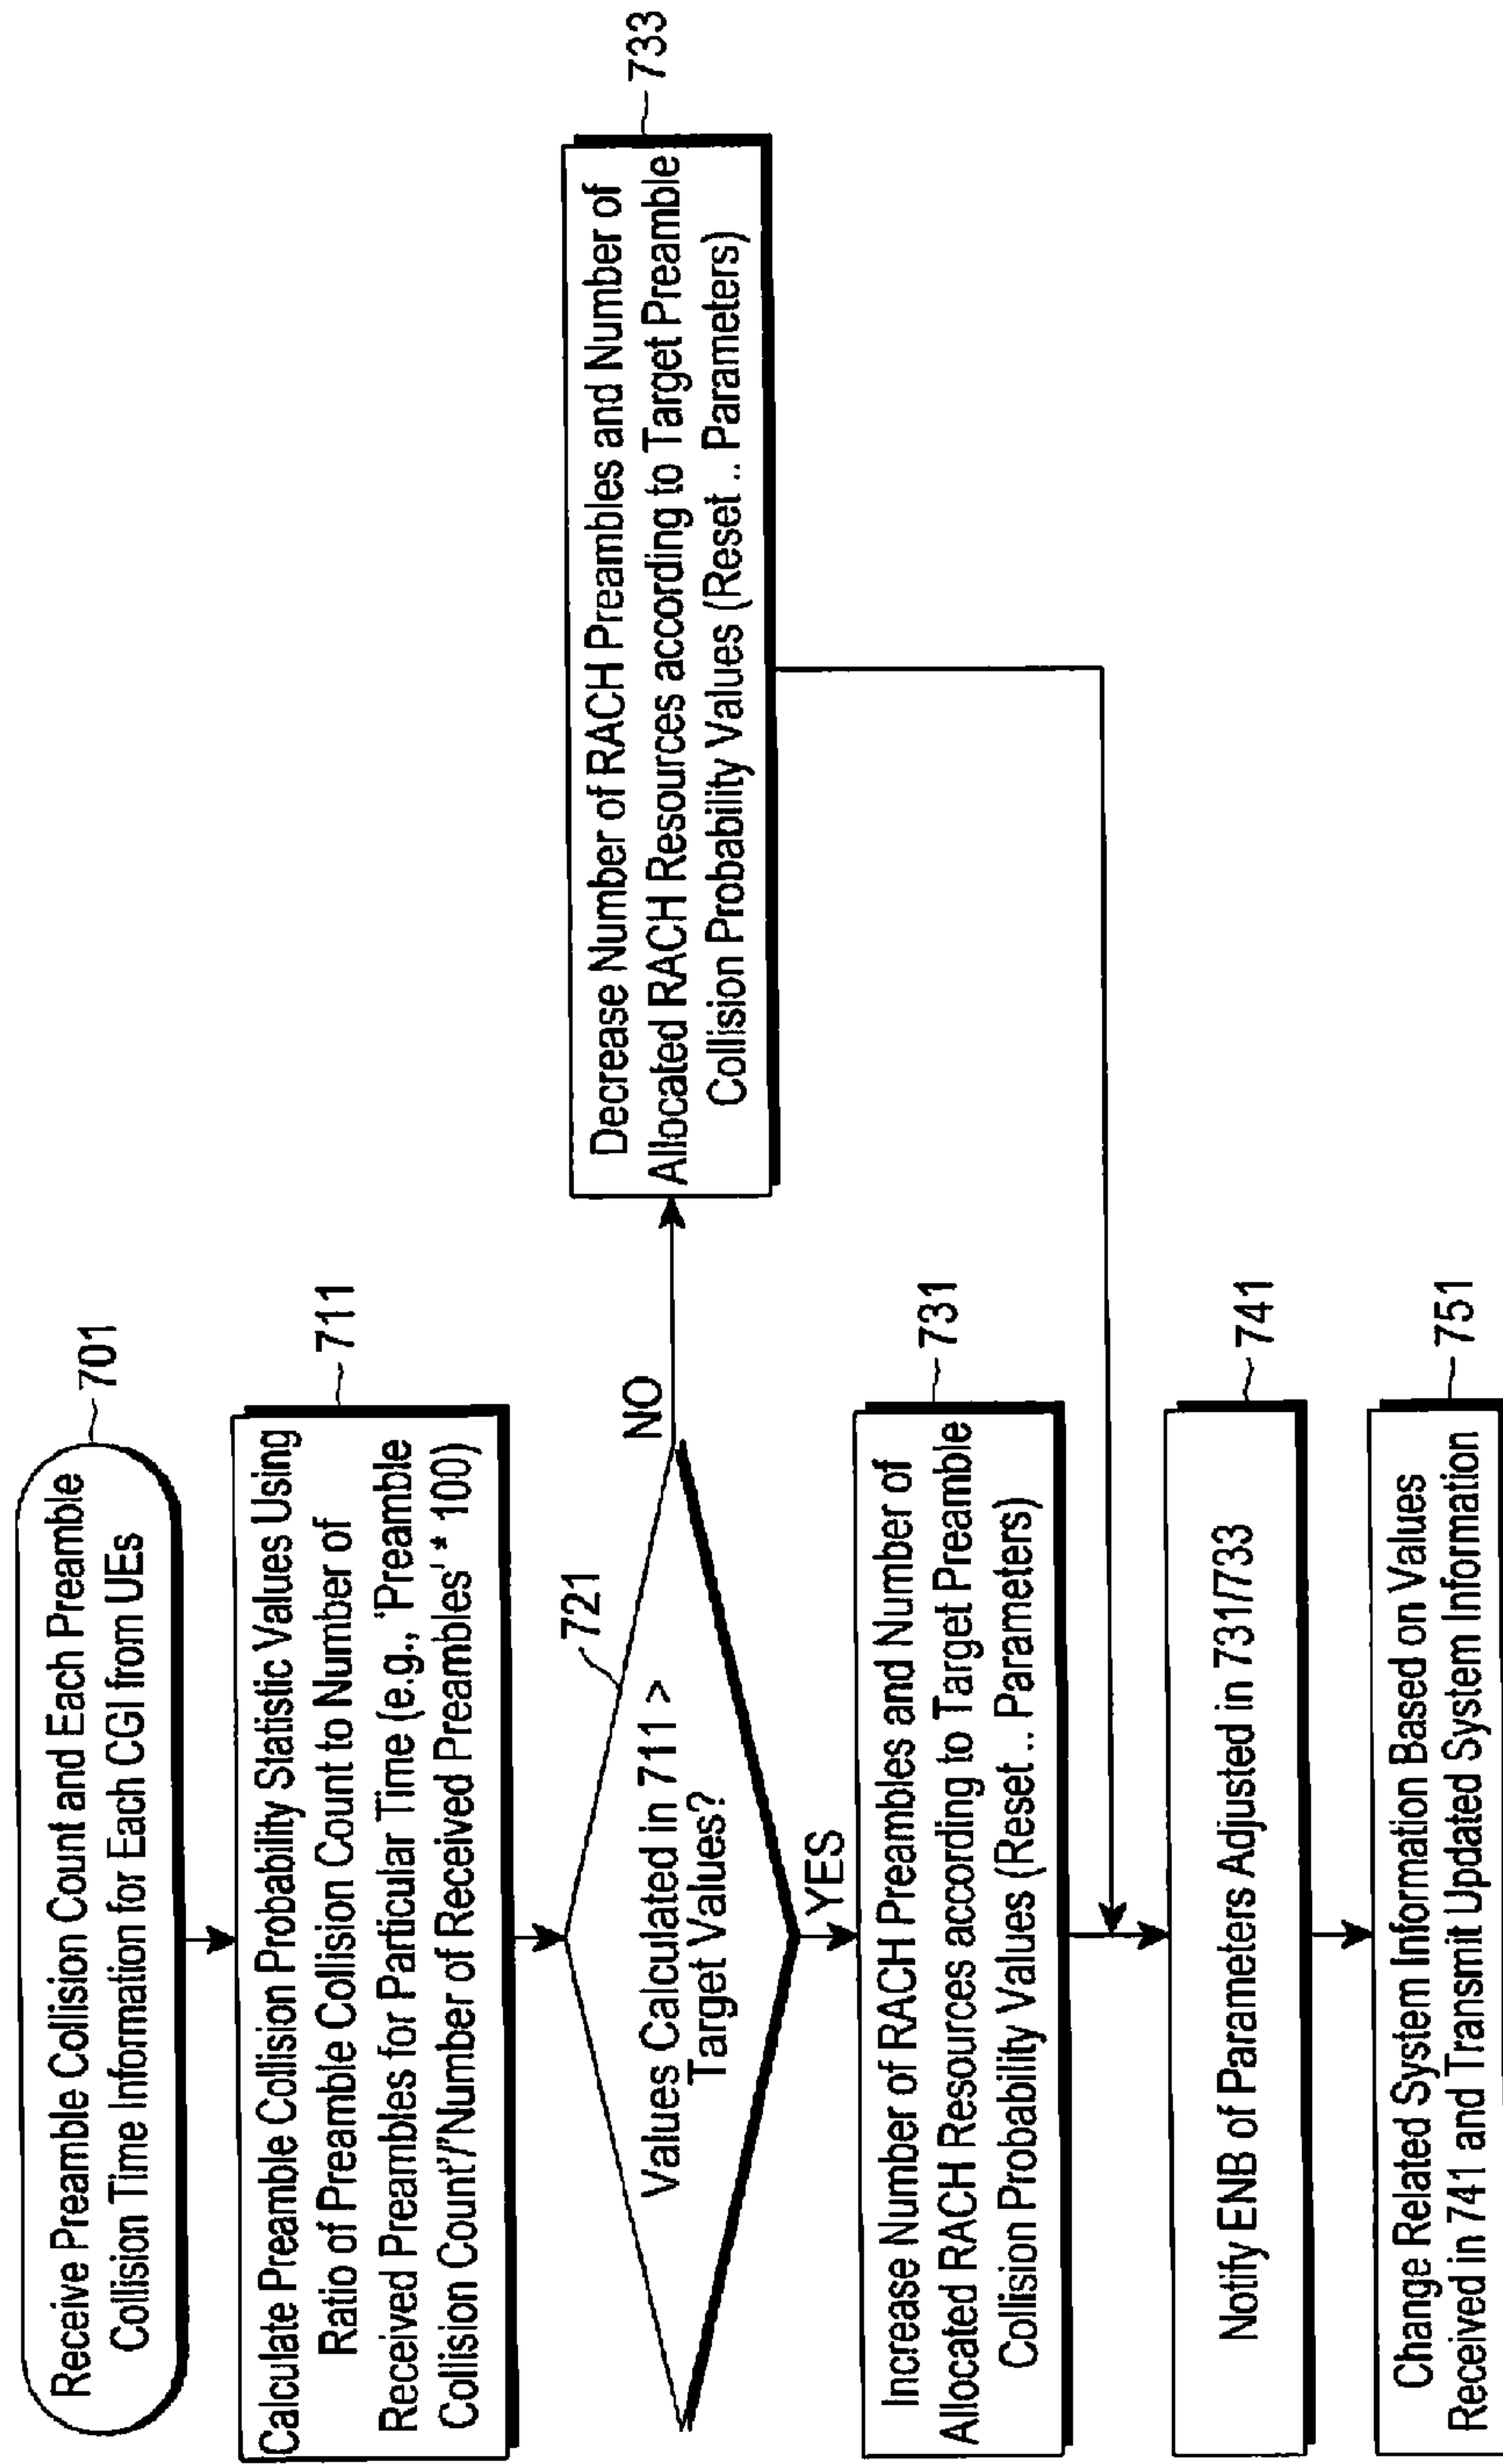 Receive Preamble Collision Count and Each Preamble
Collision Time Information for Each CGI from UEs
701
Calculate Preamble Collision Probability Statistic Values Using
Ratio of Preamble Collision Count to Number of
Received Preambles for Particular Time (e.g., 'Preamble
Collision Count'/'Number of Received Preambles' * 100)
711
721
Values Calculated in 711 >
Target Values?
NO
YES
Decrease Number of RACH Preambles and Number of
Allocated RACH Resources according to Target Preamble
Collision Probability Values (Reset .. Parameters)
733
Increase Number of RACH Preambles and Number of
Allocated RACH Resources according to Target Preamble
Collision Probability Values (Reset .. Parameters)
731
Notify ENB of Parameters Adjusted in 731/733
741
Change Related System Information Based on Values
Received in 741 and Transmit Updated System Information
751